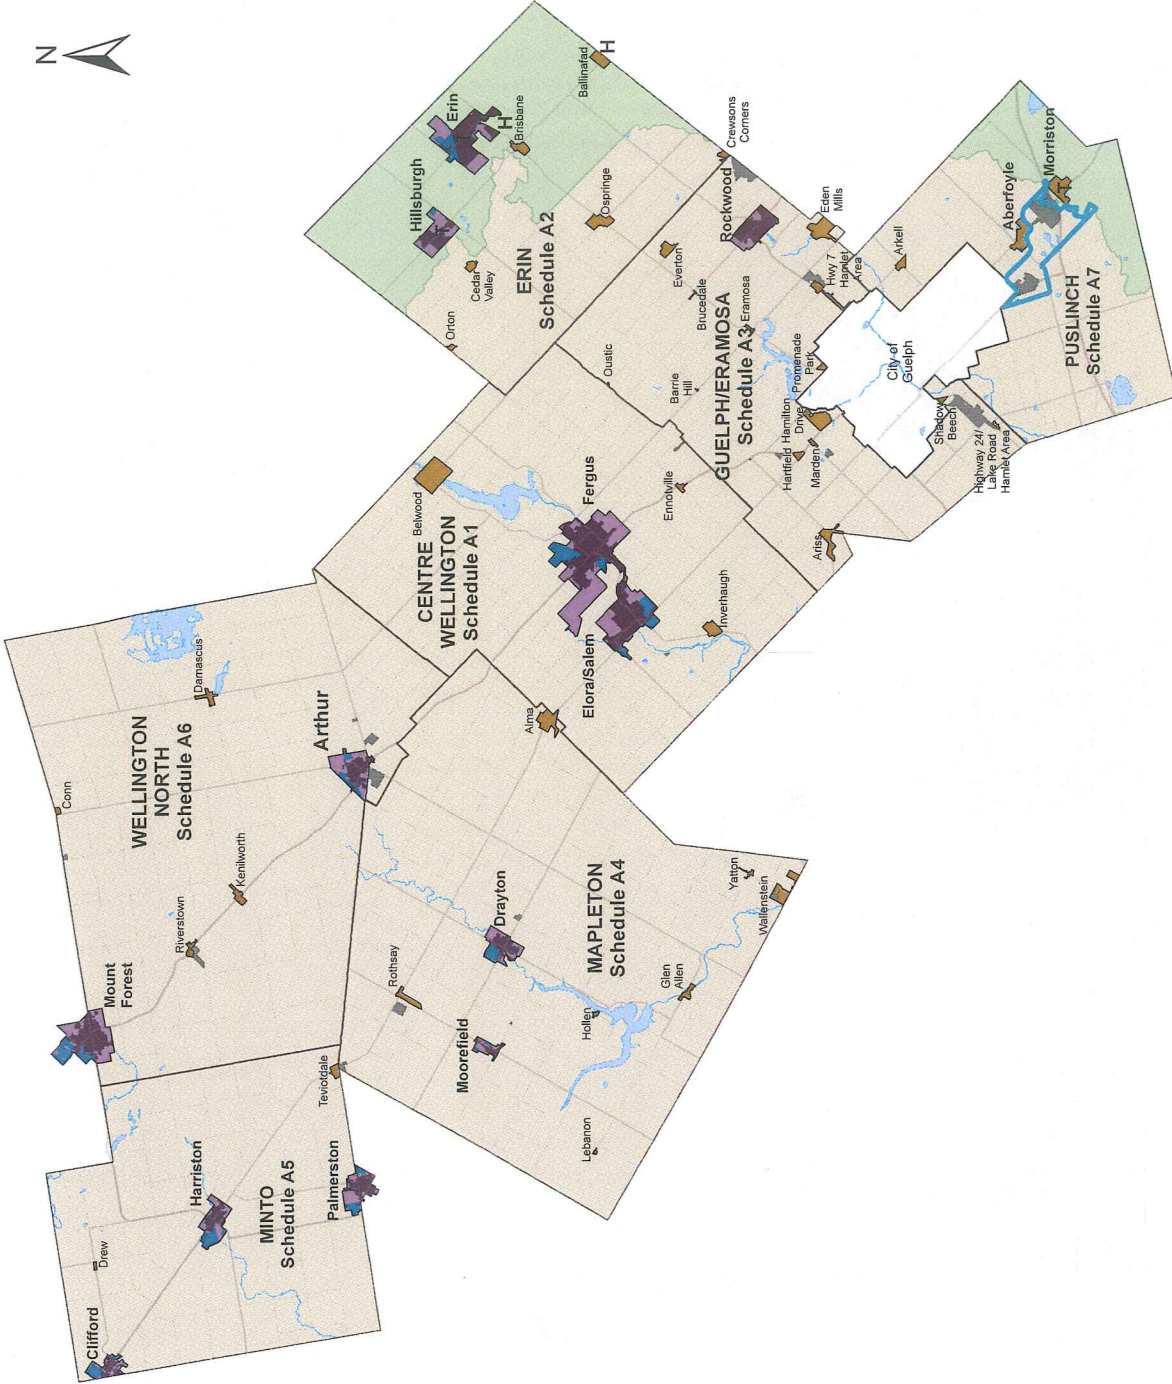 N
Clifford
Drew
Harriston
MINTO
Schedule A5
Palmerston
Teviotdale
Mount
Forest
Conn
Riverstown
Kenilworth
WELLINGTON
NORTH
Schedule A6
Damascus
Arthur
Rothsay
Moorefield
Drayton
MAPLETON
Schedule A4
Lebanon
Hollen
Glen
Allen
Yatton
Wallenstein
Alma
Belwood
CENTRE
WELLINGTON
Schedule A1
Fergus
Elora/Salem
Ennotville
Inverhaugh
Hillsburgh
T
Erin
H
Brisbane
Ballinafad
H
Orton
Cedar
Valley
ERIN
Schedule A2
Ospringe
Oustic
Everton
Barrie
Hill
Brucedale
Rockwood
Crewsons
Corners
GUELPH/ERAMOSA
Schedule A3
Eramosa
Eden
Mills
Hwy 7
Hamlet
Area
Promenade
Park
Hamilton
Drive
Hartfield
Marden
Ariss
Arkell
City of
Guelph
Shadow
Beech
Highway 24/
Lake Road
Hamlet Area
Aberfoyle
Morriston
T
PUSLINCH
Schedule A7